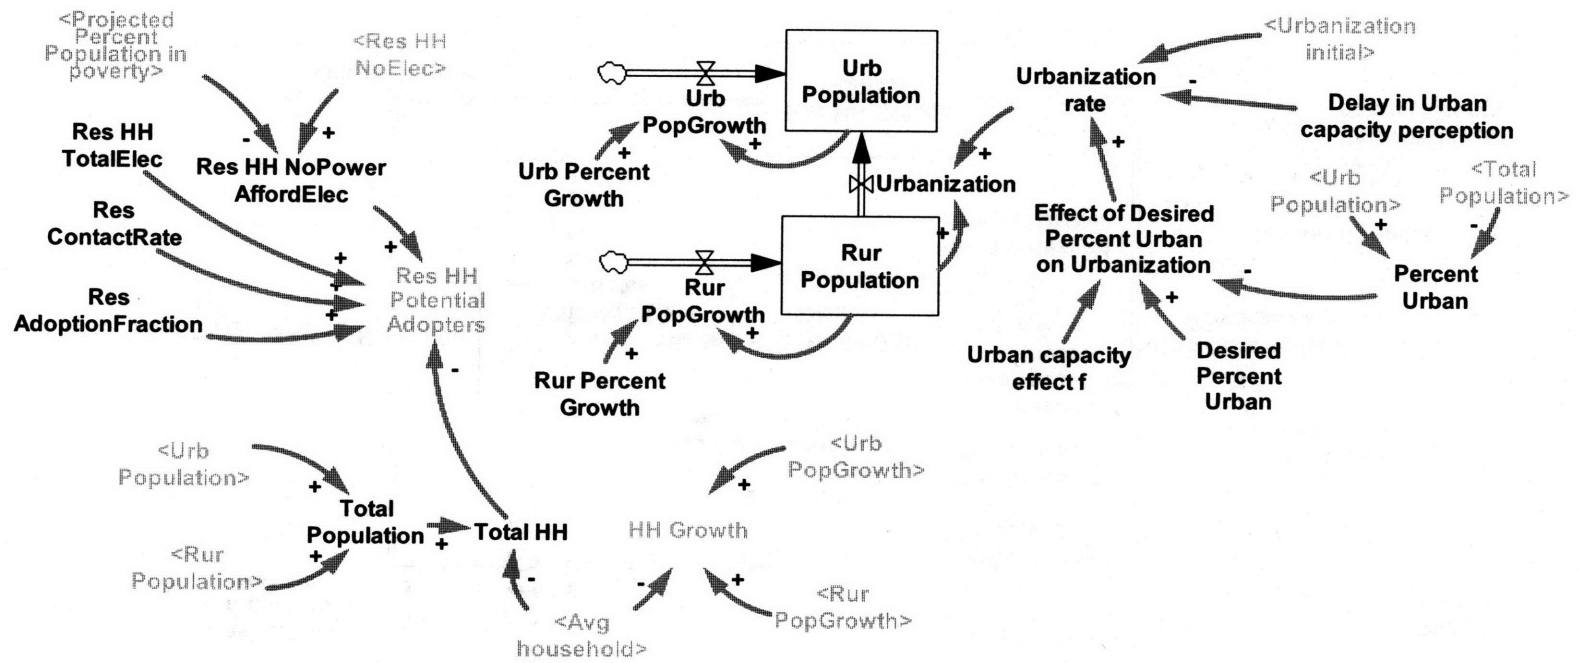 <Projected
Percent
Population in
poverty>
<Res HH
NoElec>
-
+
Res HH
TotalElec
Res HH NoPower
AffordElec
Res
ContactRate
+
+
+
+
Res
AdoptionFraction
Res HH
Potential
Adopters
-
Urb
Population
Urb
PopGrowth
+
+
Urb Percent
Growth
Urbanization
+
+
Rur
Population
Rur
PopGrowth
+
+
Rur Percent
Growth
<Urbanization
initial>
Urbanization
rate
-
Delay in Urban
capacity perception
+
<Urb
Population>
<Total
Population>
+
-
Effect of Desired
Percent Urban
on Urbanization
-
Percent
Urban
+
Urban capacity
effect f
Desired
Percent
Urban
<Urb
Population>
+
Total
Population
+
Total HH
<Rur
Population>
+
-
<Avg
household>
-
HH Growth
<Urb
PopGrowth>
+
+
<Rur
PopGrowth>